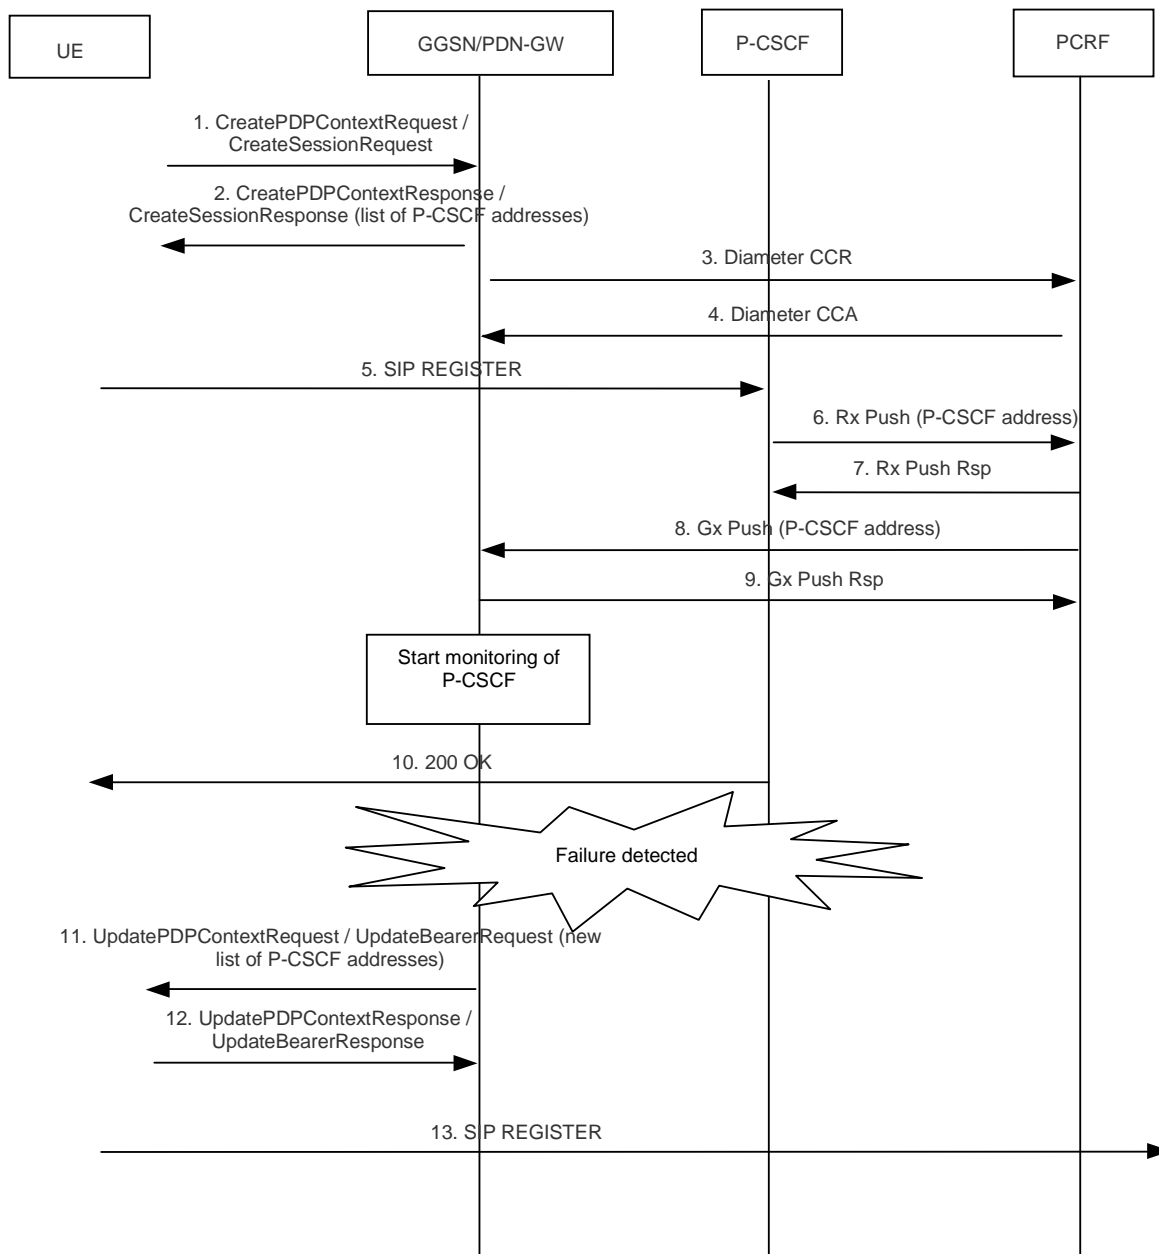 UE
GGSN/PDN-GW
P-CSCF
PCRF
1. CreatePDPContextRequest /
CreateSessionRequest
2. CreatePDPContextResponse /
CreateSessionResponse (list of P-CSCF addresses)
3. Diameter CCR
4. Diameter CCA
5. SIP REGISTER
6. Rx Push (P-CSCF address)
7. Rx Push Rsp
8. Gx Push (P-CSCF address)
9. Gx Push Rsp
Start monitoring of
P-CSCF
10. 200 OK
Failure detected
11. UpdatePDPContextRequest / UpdateBearerRequest (new
list of P-CSCF addresses)
12. UpdatePDPContextResponse /
UpdateBearerResponse
13. SIP REGISTER